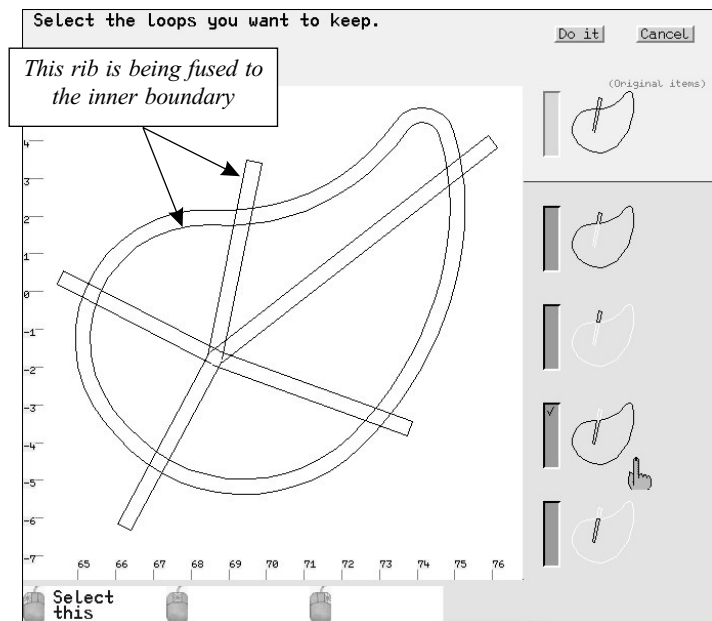 Select the Loops you want to keep.
Do it
Cancel
This rib is being fused to
the inner boundary
(Original items)
4
3
2
1
0
-1
-2
-3
-4
-5
-6
-7
65 66 67 68 69 70 71 72 73 74 75 76
Select
this